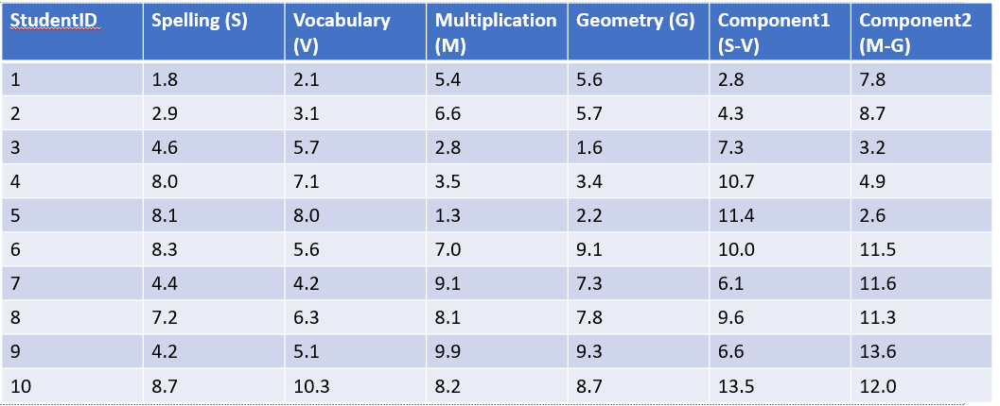 StudentID Spelling (S) Vocabulary (V) Multiplication (M) Geometry (G) Component1 (S-V) Component2 (M-G)
1 1.8 2.1 5.4 5.6 2.8 7.8
2 2.9 3.1 6.6 5.7 4.3 8.7
3 4.6 5.7 2.8 1.6 7.3 3.2
4 8.0 7.1 3.5 3.4 10.7 4.9
5 8.1 8.0 1.3 2.2 11.4 2.6
6 8.3 5.6 7.0 9.1 10.0 11.5
7 4.4 4.2 9.1 7.3 6.1 11.6
8 7.2 6.3 8.1 7.8 9.6 11.3
9 4.2 5.1 9.9 9.3 6.6 13.6
10 8.7 10.3 8.2 8.7 13.5 12.0